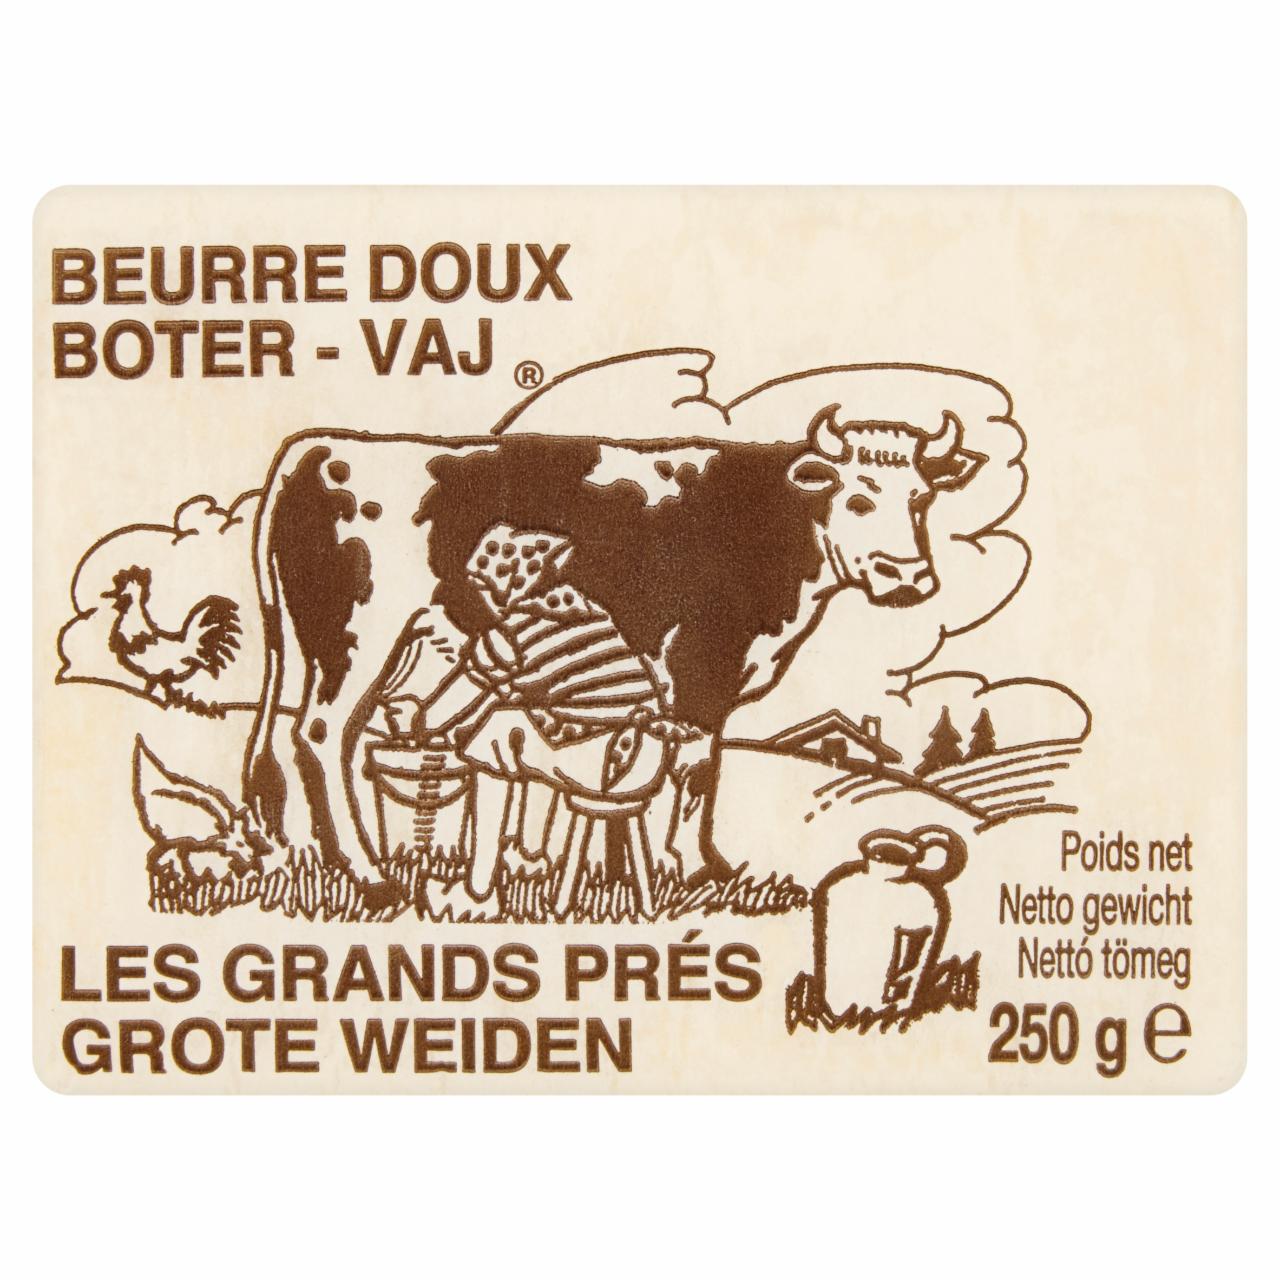 BEURRE DOUX
BOTER - VAJ ®
LES GRANDS PRÉS
GROTE WEIDEN
Poids net
Netto gewicht
Nettó tömeg
250 g ℮